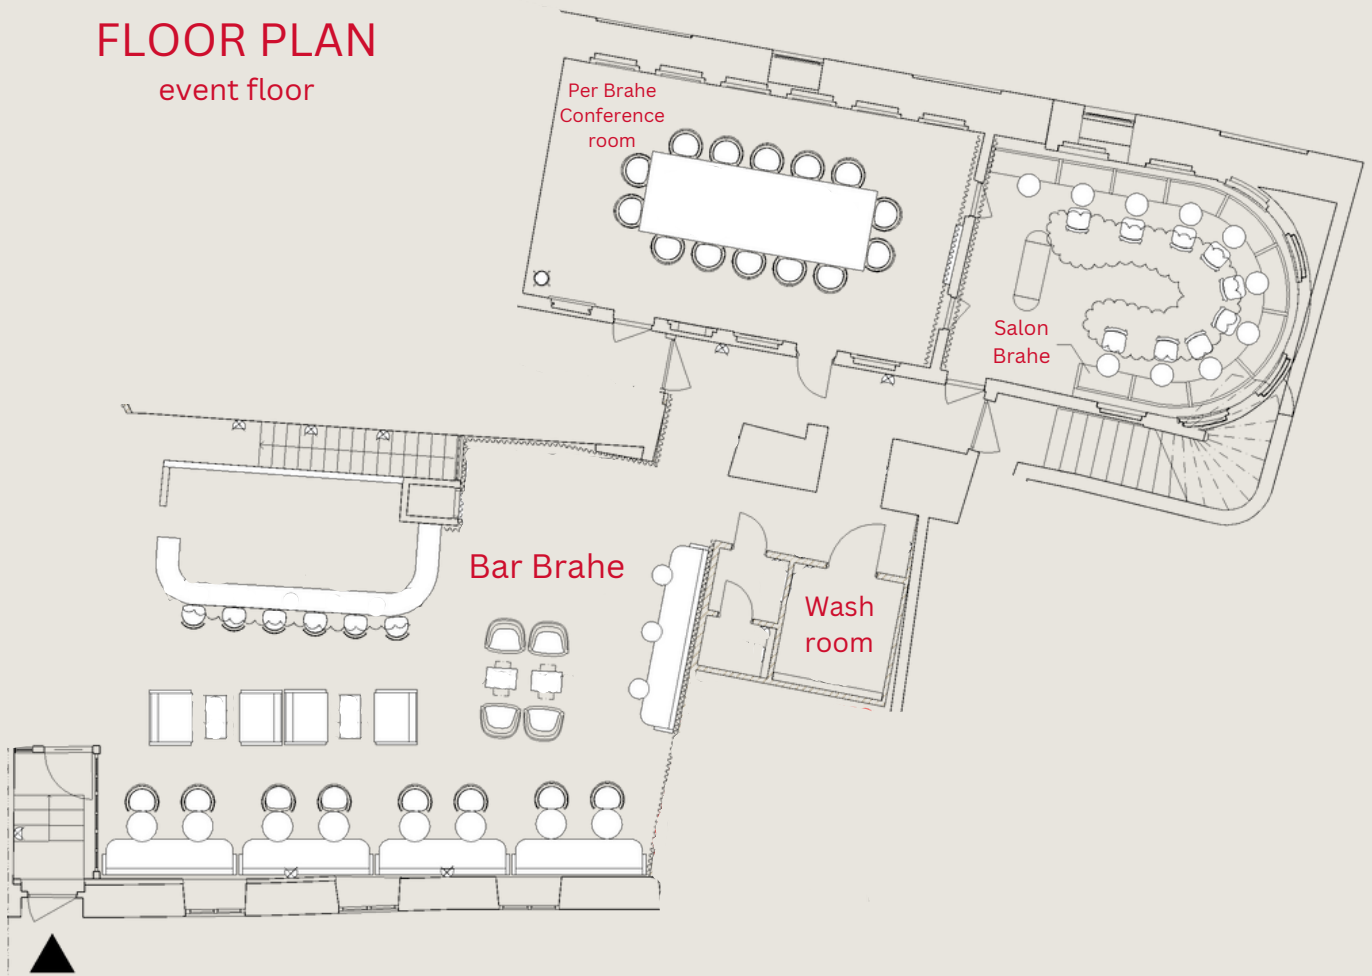 FLOOR PLAN
event floor
Per Brahe
Conference
room
Salon
Brahe
Bar Brahe
Wash
room